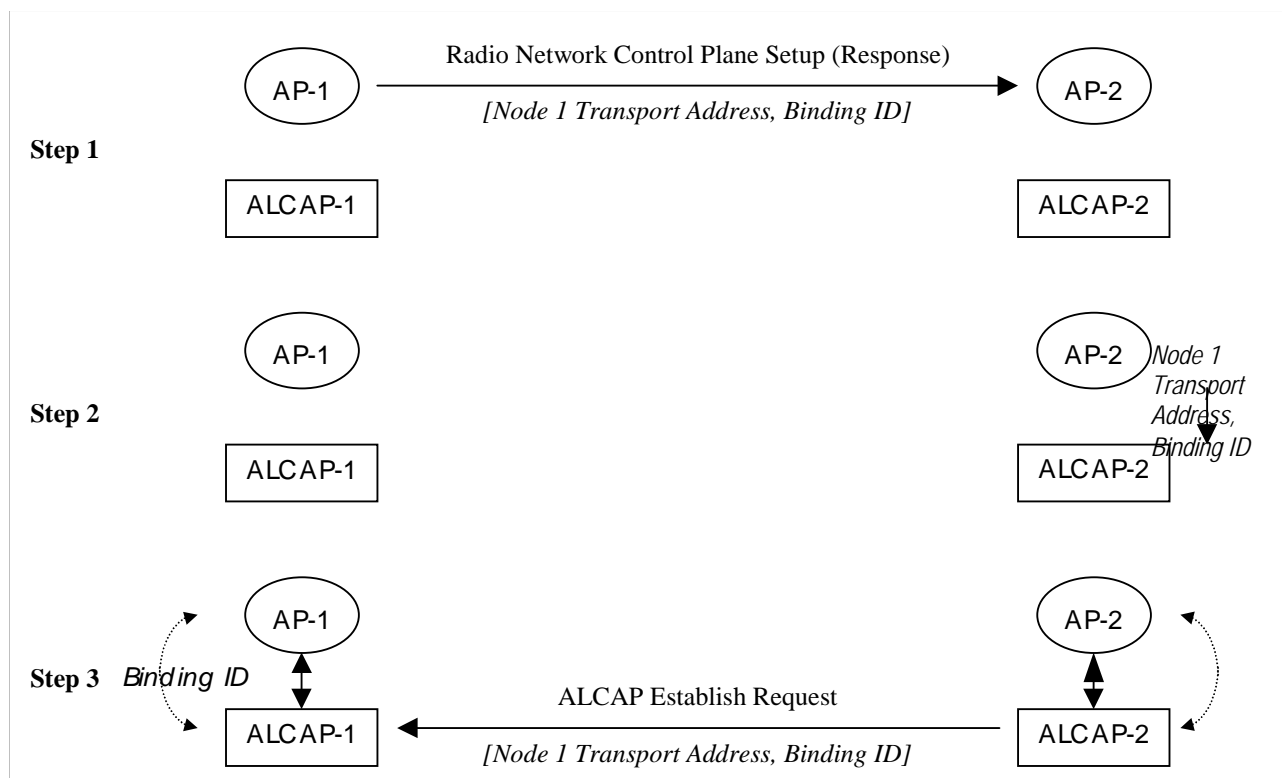 Radio Network Control Plane Setup (Response)
AP-1
AP-2
[Node 1 Transport Address, Binding ID]
Step 1
ALCAP-1
ALCAP-2
AP-1
AP-2
Node 1
Transport
Address,
Binding ID
Step 2
ALCAP-1
ALCAP-2
AP-1
AP-2
Step 3
Binding ID
ALCAP Establish Request
ALCAP-1
ALCAP-2
[Node 1 Transport Address, Binding ID]